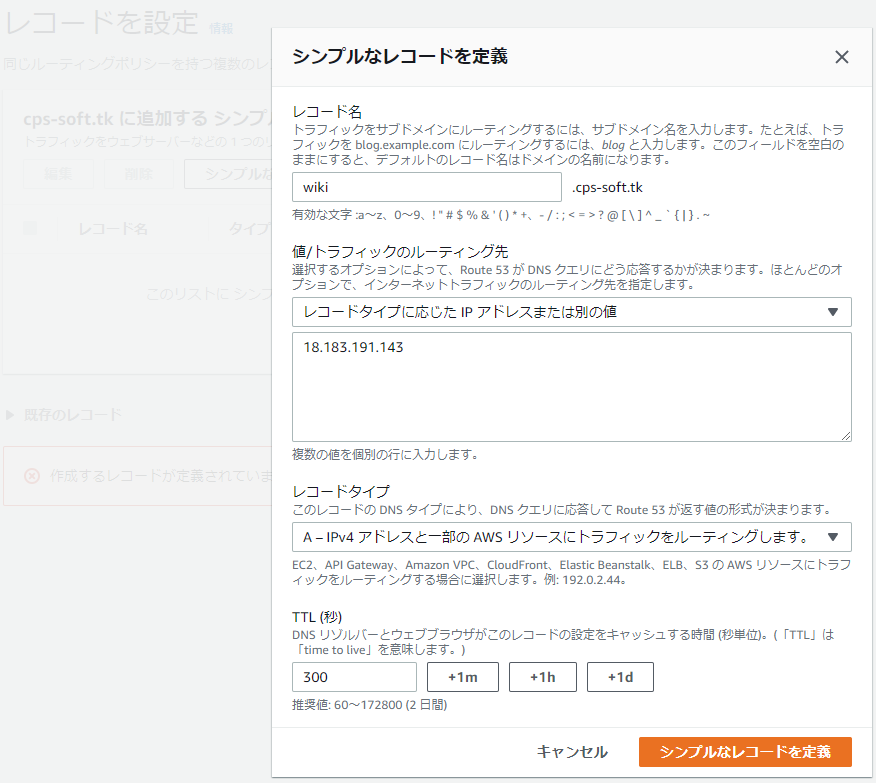 レコードを設定 情報
同じルーティングポリシーを持つ複数のレ
cps-soft.tk に追加する シンプル
トラフィックをウェブサーバーなどの1つのリ
編集 削除 シンプルな
レコード名 タイプ
このリストに シンプ
既存のレコード
作成するレコードが定義されていま
シンプルなレコードを定義
レコード名
トラフィックをサブドメインにルーティングするには、サブドメイン名を入力します。たとえば、トラ
フィックを blog.example.com にルーティングするには、blog と入力します。このフィールドを空白の
ままにすると、デフォルトのレコード名はドメインの名前になります。
wiki .cps-soft.tk
有効な文字 :a～z、0～9、! " # $ % & ' ( ) * +、- / : ; < = > ? @ [ \ ] ^ _ ` { | } . ~
値/トラフィックのルーティング先
選択するオプションによって、Route 53 が DNS クエリにどう応答するかが決まります。ほとんどのオ
プションで、インターネットトラフィックのルーティング先を指定します。
レコードタイプに応じた IP アドレスまたは別の値
18.183.191.143
複数の値を個別の行に入力します。
レコードタイプ
このレコードの DNS タイプにより、DNS クエリに応答して Route 53 が返す値の形式が決まります。
A – IPv4 アドレスと一部の AWS リソースにトラフィックをルーティングします。
EC2、API Gateway、Amazon VPC、CloudFront、Elastic Beanstalk、ELB、S3 の AWS リソースにトラフ
ィックをルーティングする場合に選択します。例: 192.0.2.44。
TTL (秒)
DNS リゾルバーとウェブブラウザがこのレコードの設定をキャッシュする時間 (秒単位)。(「TTL」は
「time to live」を意味します。)
300 +1m +1h +1d
推奨値: 60～172800 (2 日間)
キャンセル シンプルなレコードを定義